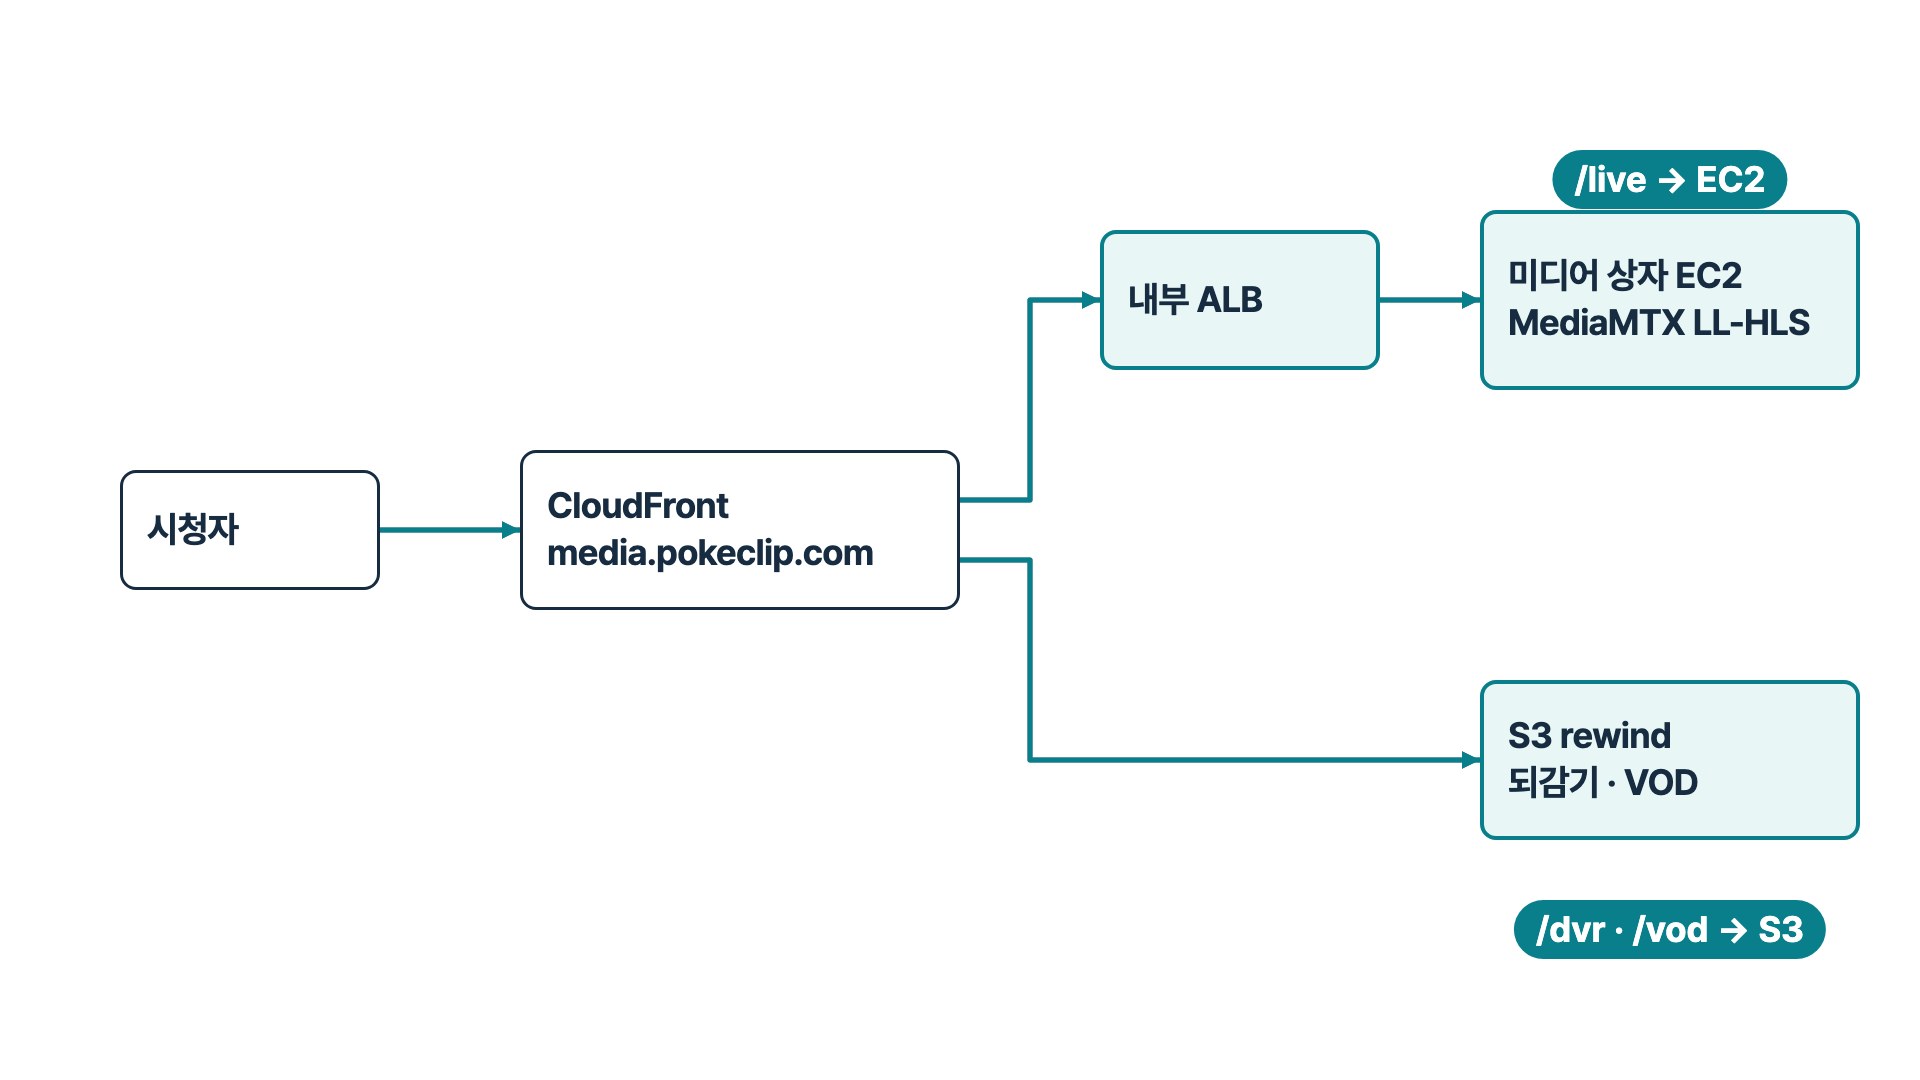 시청자
CloudFront
media.pokeclip.com
내부 ALB
/live → EC2
미디어 상자 EC2
MediaMTX LL-HLS
S3 rewind
되감기 · VOD
/dvr · /vod → S3